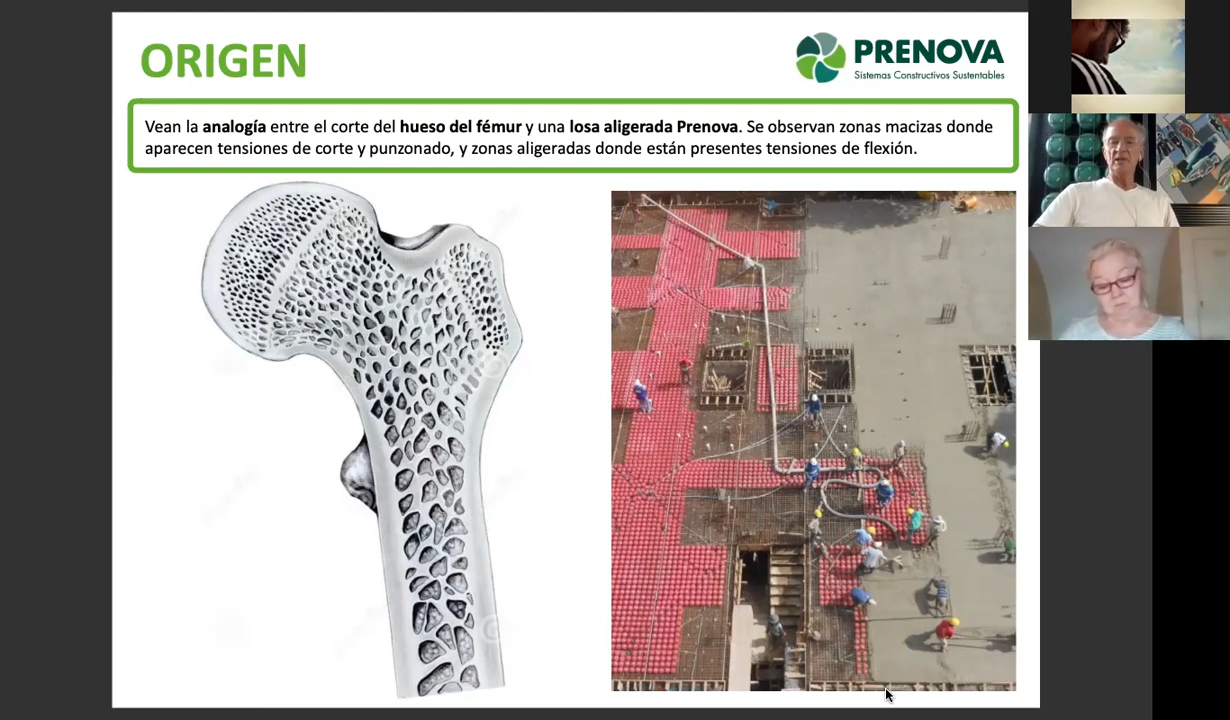 ORIGEN
PRENOVA
Sistemas Constructivos Sustentables
Vean la analogía entre el corte del hueso del fémur y una losa aligerada Prenova. Se observan zonas macizas donde
aparecen tensiones de corte y punzonado, y zonas aligeradas donde están presentes tensiones de flexión.